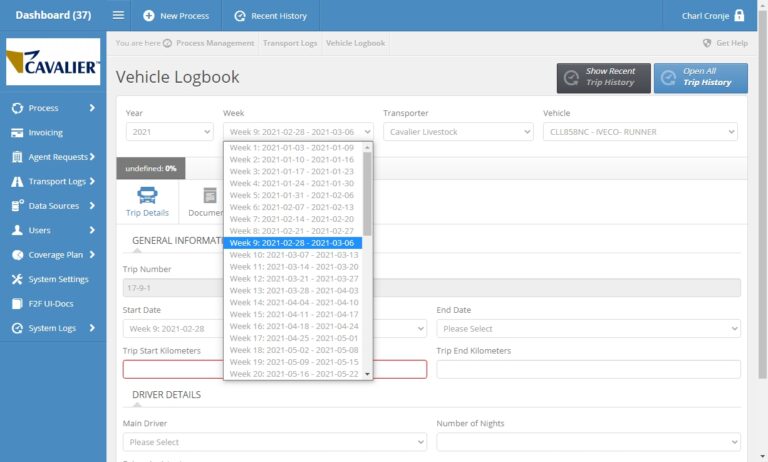 Dashboard (37)
New Process
Recent History
Charl Cronje
CAVALIER™
Process
Invoicing
Agent Requests
Transport Logs
Data Sources
Users
Coverage Plan
System Settings
F2F UI-Docs
System Logs
You are here Process Management Transport Logs Vehicle Logbook
Get Help
Vehicle Logbook
Show Recent
Trip History
Open All
Trip History
Year
Week
Transporter
Vehicle
2021
Week 9: 2021-02-28 - 2021-03-06
Cavalier Livestock
CLL858NC - IVECO- RUNNER
Week 1: 2021-01-03 - 2021-01-09
Week 2: 2021-01-10 - 2021-01-16
Week 3: 2021-01-17 - 2021-01-23
Week 4: 2021-01-24 - 2021-01-30
Week 5: 2021-01-31 - 2021-02-06
Week 6: 2021-02-07 - 2021-02-13
Week 7: 2021-02-14 - 2021-02-20
Week 8: 2021-02-21 - 2021-02-27
Week 9: 2021-02-28 - 2021-03-06
Week 10: 2021-03-07 - 2021-03-13
Week 11: 2021-03-14 - 2021-03-20
Week 12: 2021-03-21 - 2021-03-27
Week 13: 2021-03-28 - 2021-04-03
Week 14: 2021-04-04 - 2021-04-10
Week 15: 2021-04-11 - 2021-04-17
Week 16: 2021-04-18 - 2021-04-24
Week 17: 2021-04-25 - 2021-05-01
Week 18: 2021-05-02 - 2021-05-08
Week 19: 2021-05-09 - 2021-05-15
Week 20: 2021-05-16 - 2021-05-22
undefined: 0%
Trip Details
Documen
GENERAL INFORMATI
Trip Number
17-9-1
Start Date
End Date
Week 9: 2021-02-28
Please Select
Trip Start Kilometers
Trip End Kilometers
DRIVER DETAILS
Main Driver
Number of Nights
Please Select